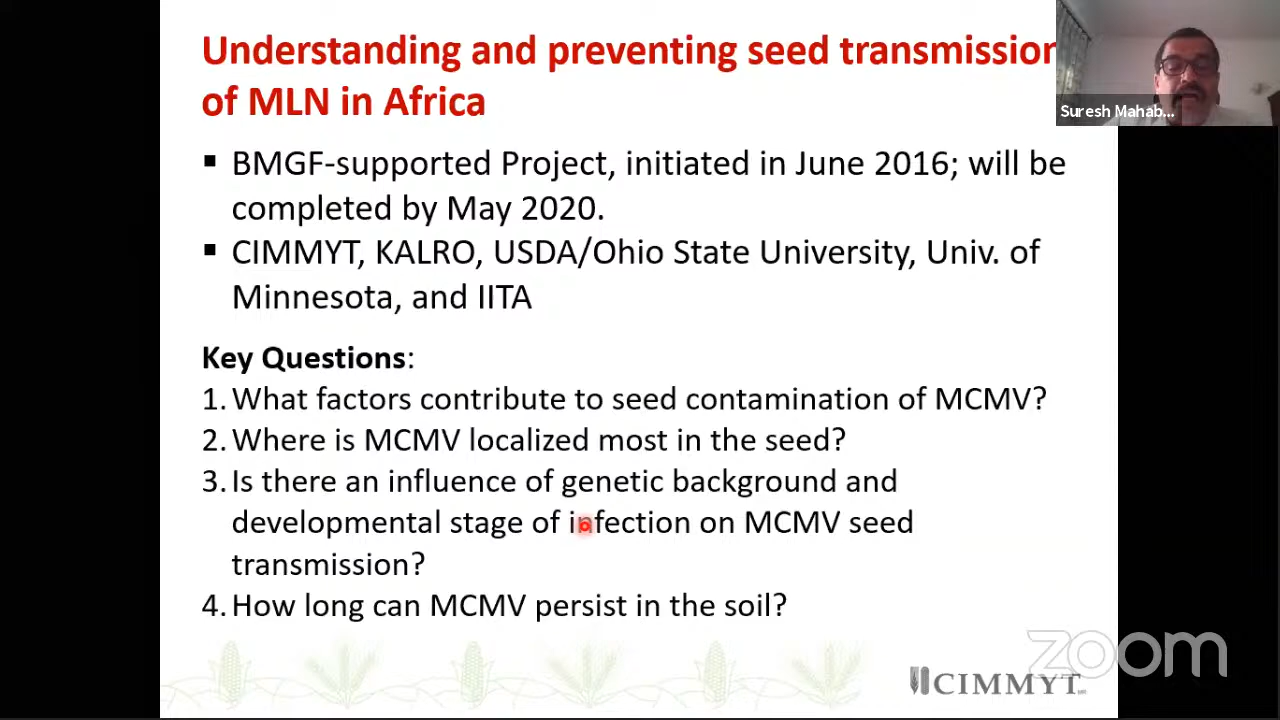 Understanding and preventing seed transmission
of MLN in Africa
Suresh Mahab...
▪ BMGF-supported Project, initiated in June 2016; will be
completed by May 2020.
▪ CIMMYT, KALRO, USDA/Ohio State University, Univ. of
Minnesota, and IITA
Key Questions:
1. What factors contribute to seed contamination of MCMV?
2. Where is MCMV localized most in the seed?
3. Is there an influence of genetic background and
developmental stage of infection on MCMV seed
transmission?
4. How long can MCMV persist in the soil?
zoom
CIMMYT